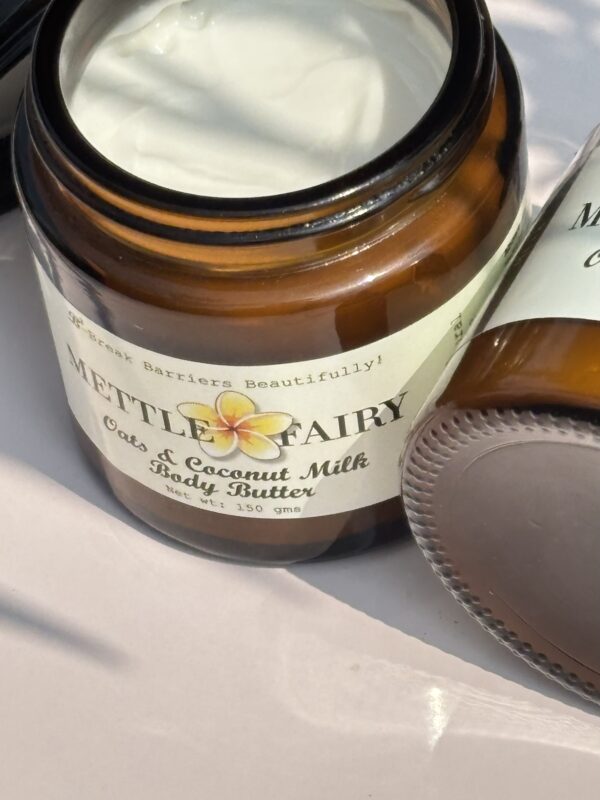 Break Barriers Beautifully!
METTLE FAIRY
Oats & Coconut Milk
Body Butter
Net wt: 150 gms
M